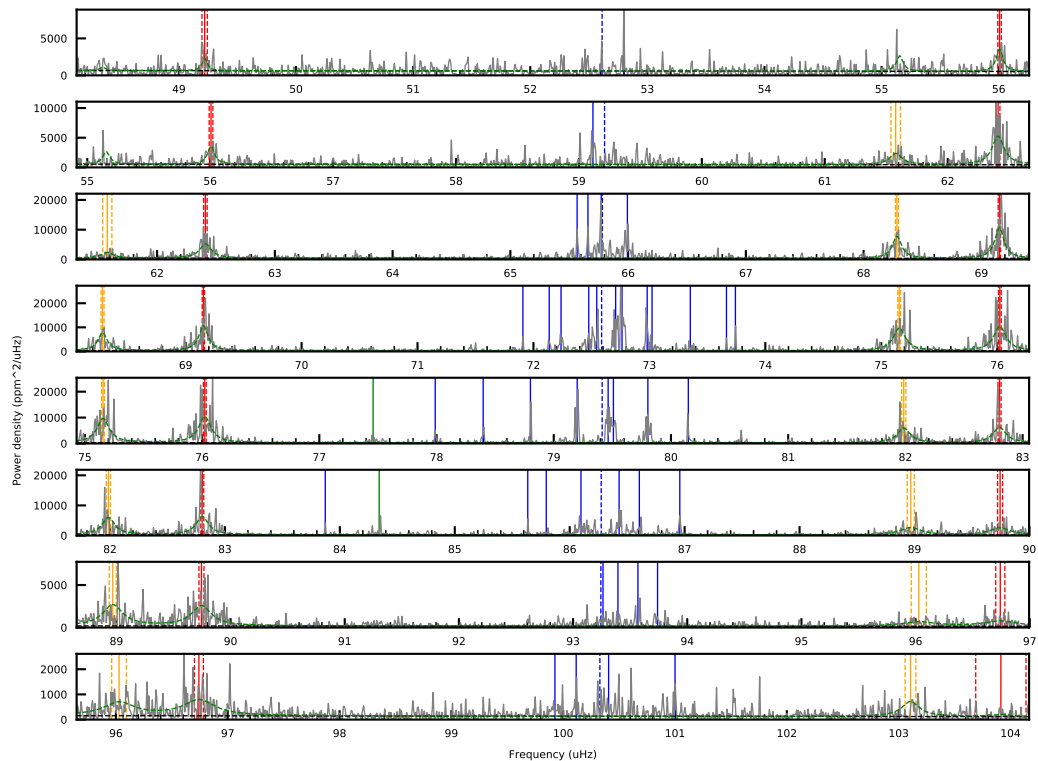 5000
0
49 50 51 52 53 54 55 56
10000
5000
0
55 56 57 58 59 60 61 62
20000
10000
0
62 63 64 65 66 67 68 69
20000
10000
0
69 70 71 72 73 74 75 76
20000
10000
0
75 76 77 78 79 80 81 82 83
20000
10000
0
82 83 84 85 86 87 88 89 90
5000
0
89 90 91 92 93 94 95 96 97
2000
1000
0
96 97 98 99 100 101 102 103 104
Power density (ppm^2/uHz)
Frequency (uHz)